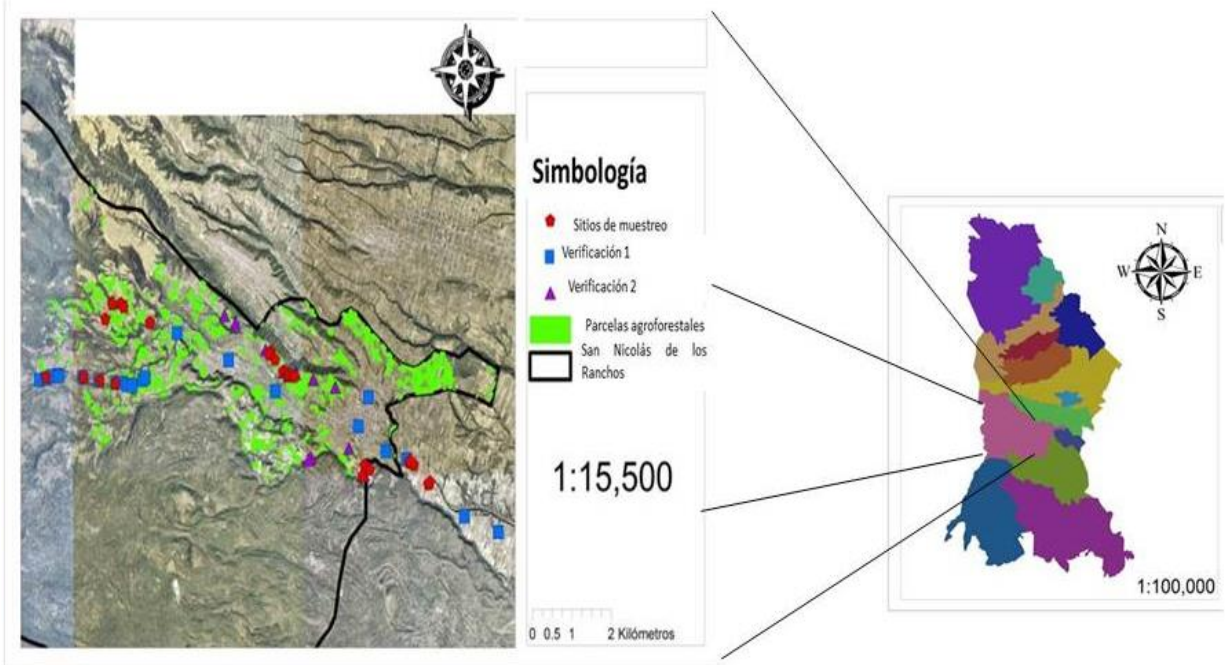 Simbología
Sitios de muestreo
Verificación 1
Verificación 2
Parcelas agroforestales
San Nicolás de los
Ranchos
1:15,500
0 0.5 1 2 Kilómetros
N
W E
S
1:100,000